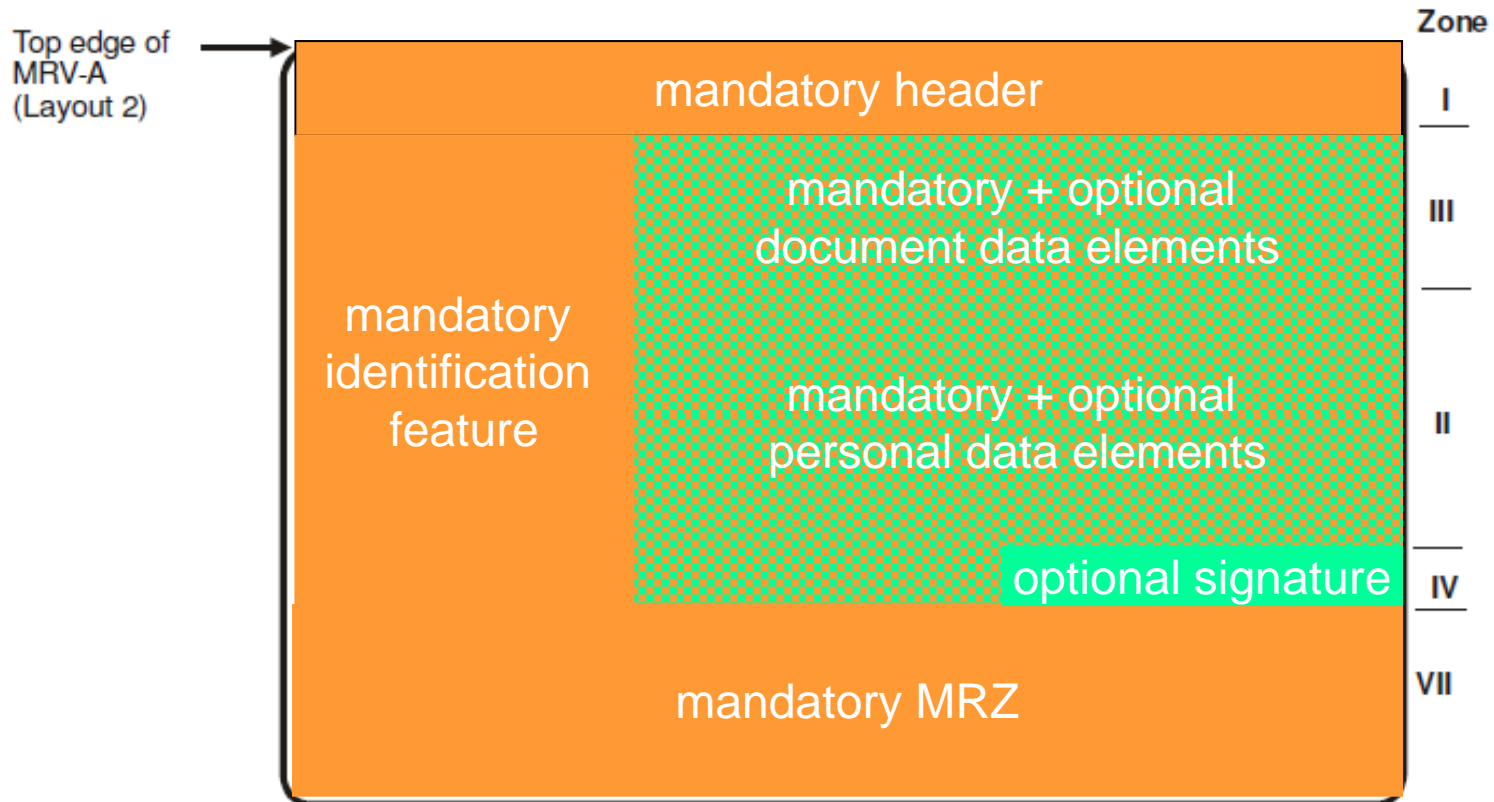 Zone
Top edge of
MRV-A
(Layout 2)
mandatory header
I
mandatory + optional
document data elements
III
mandatory
identification
feature
mandatory + optional
personal data elements
II
optional signature
IV
mandatory MRZ
VII